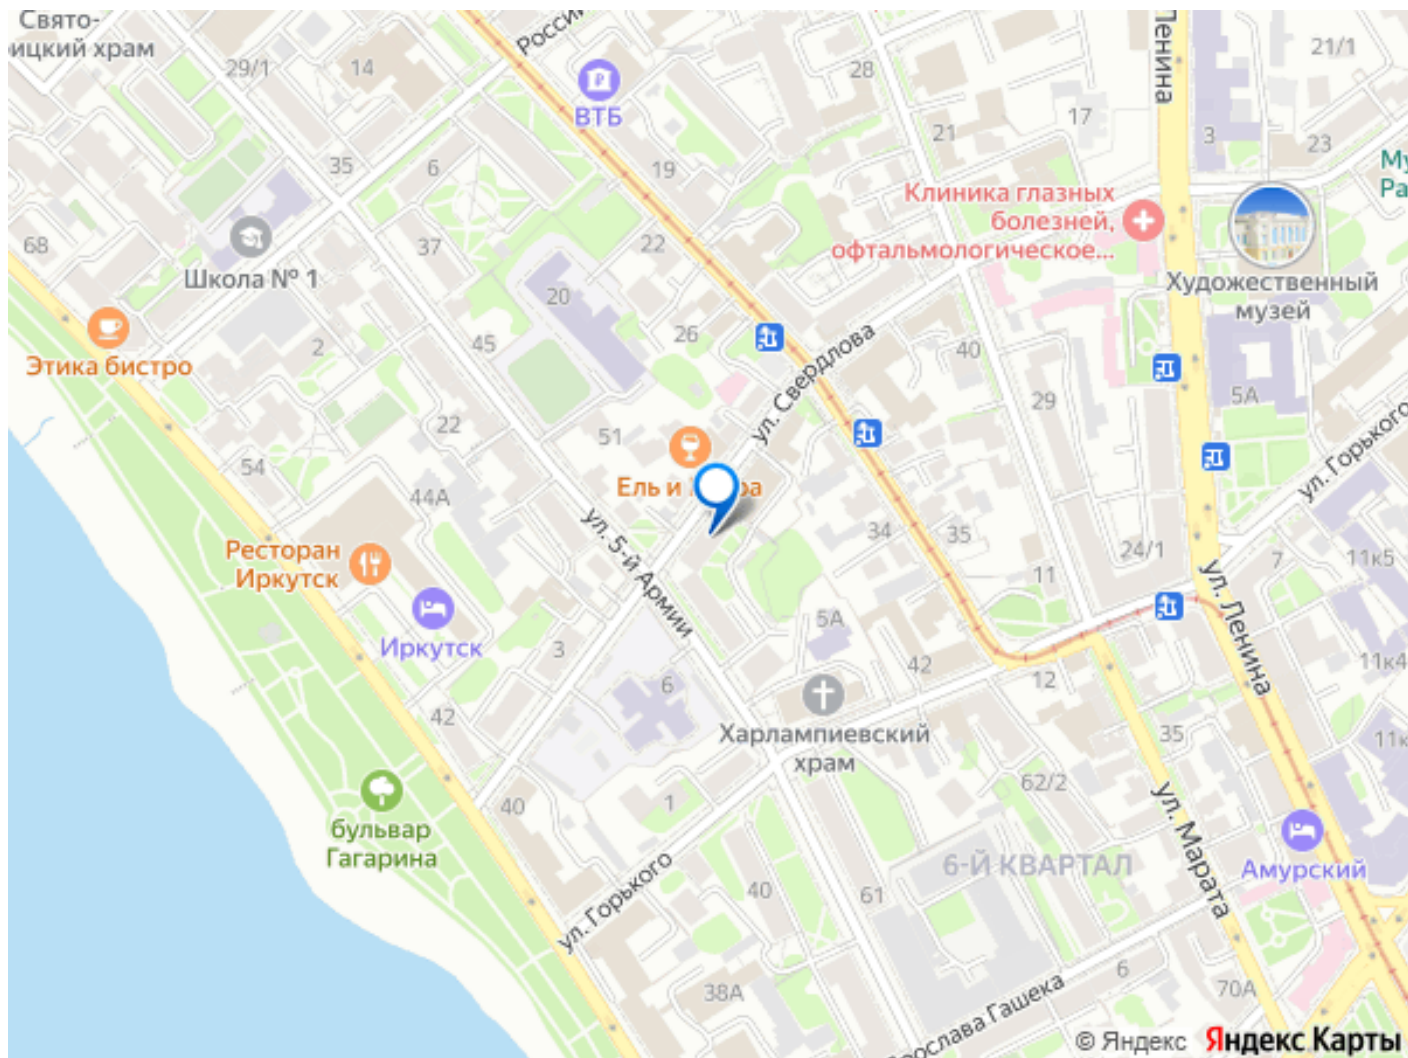 Свято-
рицкий храм
29/1
14
Росси
ВТБ
28
Ленина
21/1
17
21
3
23
Му
Ра
35
6
19
Клиника глазных
болезней,
офтальмологическое...
68
37
22
Школа № 1
20
Художественный
музей
Этика бистро
2
45
26
ул. Свердлова
40
5А
29
22
51
54
44А
Ель и
ра
ул. Горького
Ресторан
Иркутск
ул. 5-й Армии
34
35
24/1
11
7
11к5
ул. Ленина
Иркутск
3
5А
6
42
12
11к4
42
Харлампиевский
храм
35
11к
40
1
62/2
бульвар
Гагарина
ул. Марата
6-Й КВАРТАЛ
Амурский
ул. Горького
40
61
38А
6
70А
рослава Гашека
© Яндекс Яндекс Карты